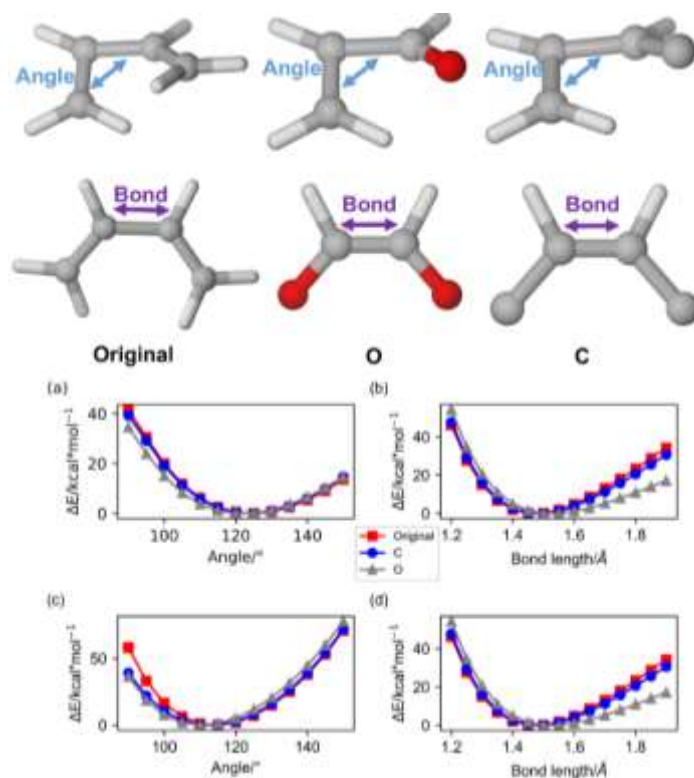 Angle Angle Angle
Bond Bond Bond
Original O C
(a) (b)
40
20
0
ΔE/kcal*mol⁻¹
100 120 140
Angle/°
40
20
0
ΔE/kcal*mol⁻¹
1.2 1.4 1.6 1.8
Bond length/Å
Original
C
O
(c) (d)
50
0
ΔE/kcal*mol⁻¹
100 120 140
Angle/°
40
20
0
ΔE/kcal*mol⁻¹
1.2 1.4 1.6 1.8
Bond length/Å